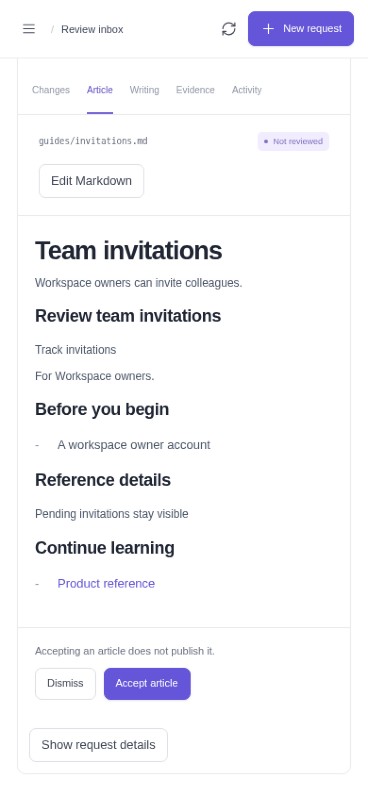 / Review inbox
New request
Changes Article Writing Evidence Activity
guides/invitations.md
Not reviewed
Edit Markdown
Team invitations
Workspace owners can invite colleagues.
Review team invitations
Track invitations
For Workspace owners.
Before you begin
- A workspace owner account
Reference details
Pending invitations stay visible
Continue learning
- Product reference
Accepting an article does not publish it.
Dismiss Accept article
Show request details